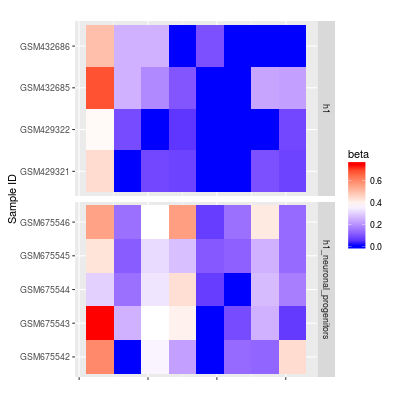 GSM432686
GSM432685
GSM429322
GSM429321
h1
GSM675546
GSM675545
GSM675544
GSM675543
GSM675542
h1_neuronal_progenitors
Sample ID
beta
0.6
0.4
0.2
0.0